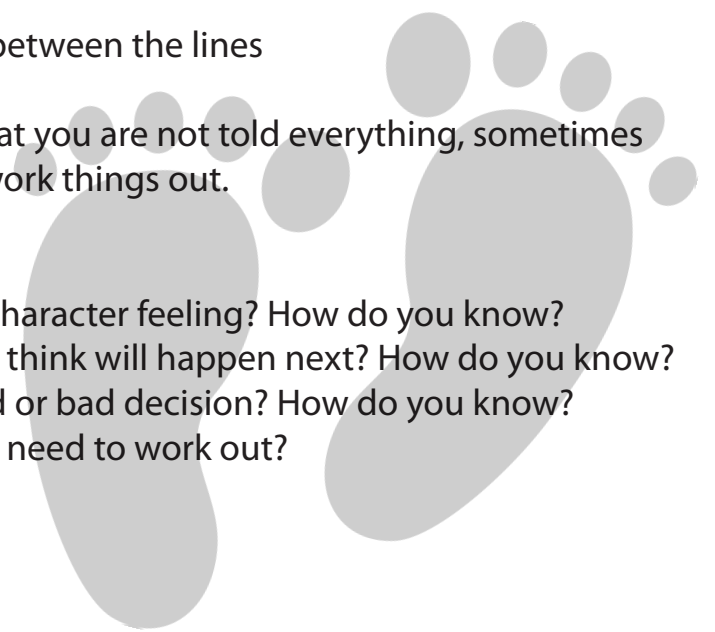 between the lines
at you are not told everything, sometimes
work things out.
haracter feeling? How do you know?
think will happen next? How do you know?
d or bad decision? How do you know?
need to work out?